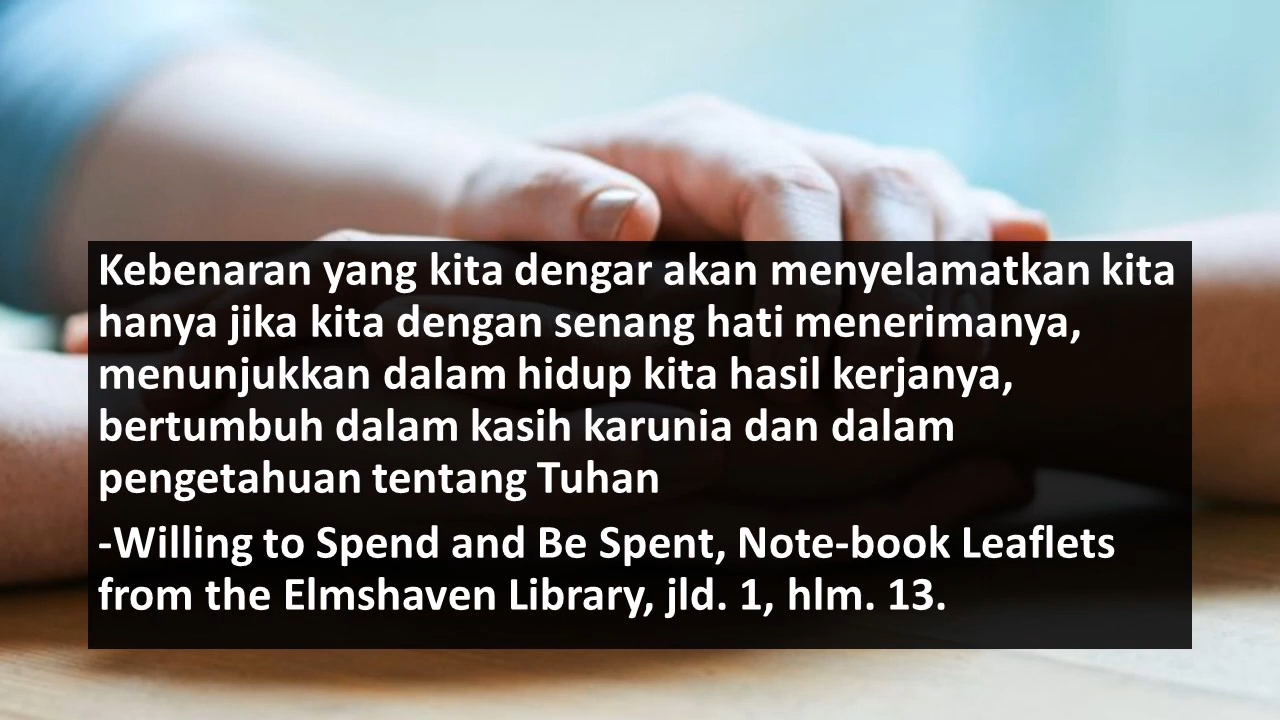 Kebenaran yang kita dengar akan menyelamatkan kita
hanya jika kita dengan senang hati menerimanya,
menunjukkan dalam hidup kita hasil kerjanya,
bertumbuh dalam kasih karunia dan dalam
pengetahuan tentang Tuhan
-Willing to Spend and Be Spent, Note-book Leaflets
from the Elmshaven Library, jld. 1, hlm. 13.